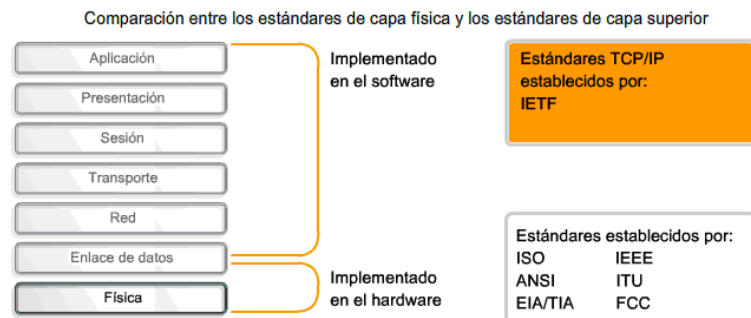 Comparación entre los estándares de capa física y los estándares de capa superior
Aplicación
Presentación
Sesión
Transporte
Red
Enlace de datos
Física
Implementado
en el software
Implementado
en el hardware
Estándares TCP/IP
establecidos por:
IETF
Estándares establecidos por:
ISO IEEE
ANSI ITU
EIA/TIA FCC